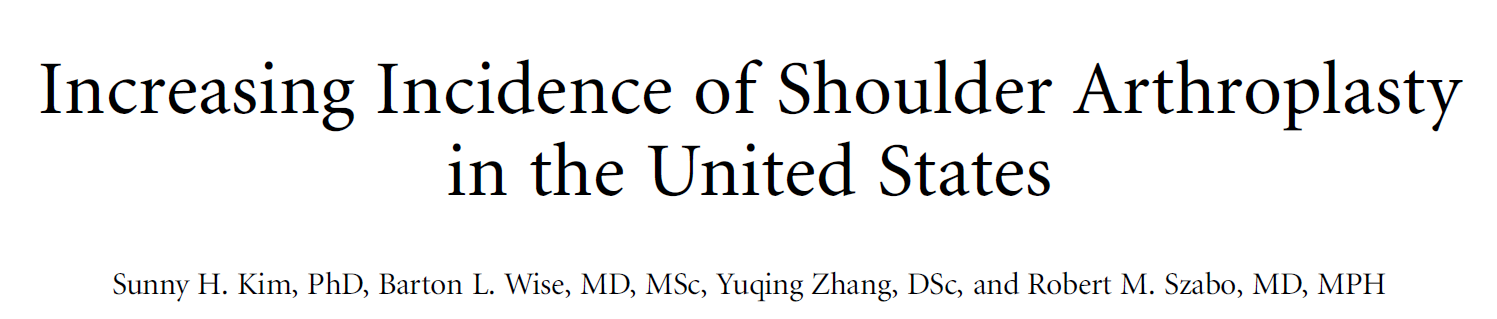 Increasing Incidence of Shoulder Arthroplasty
in the United States
Sunny H. Kim, PhD, Barton L. Wise, MD, MSc, Yuqing Zhang, DSc, and Robert M. Szabo, MD, MPH